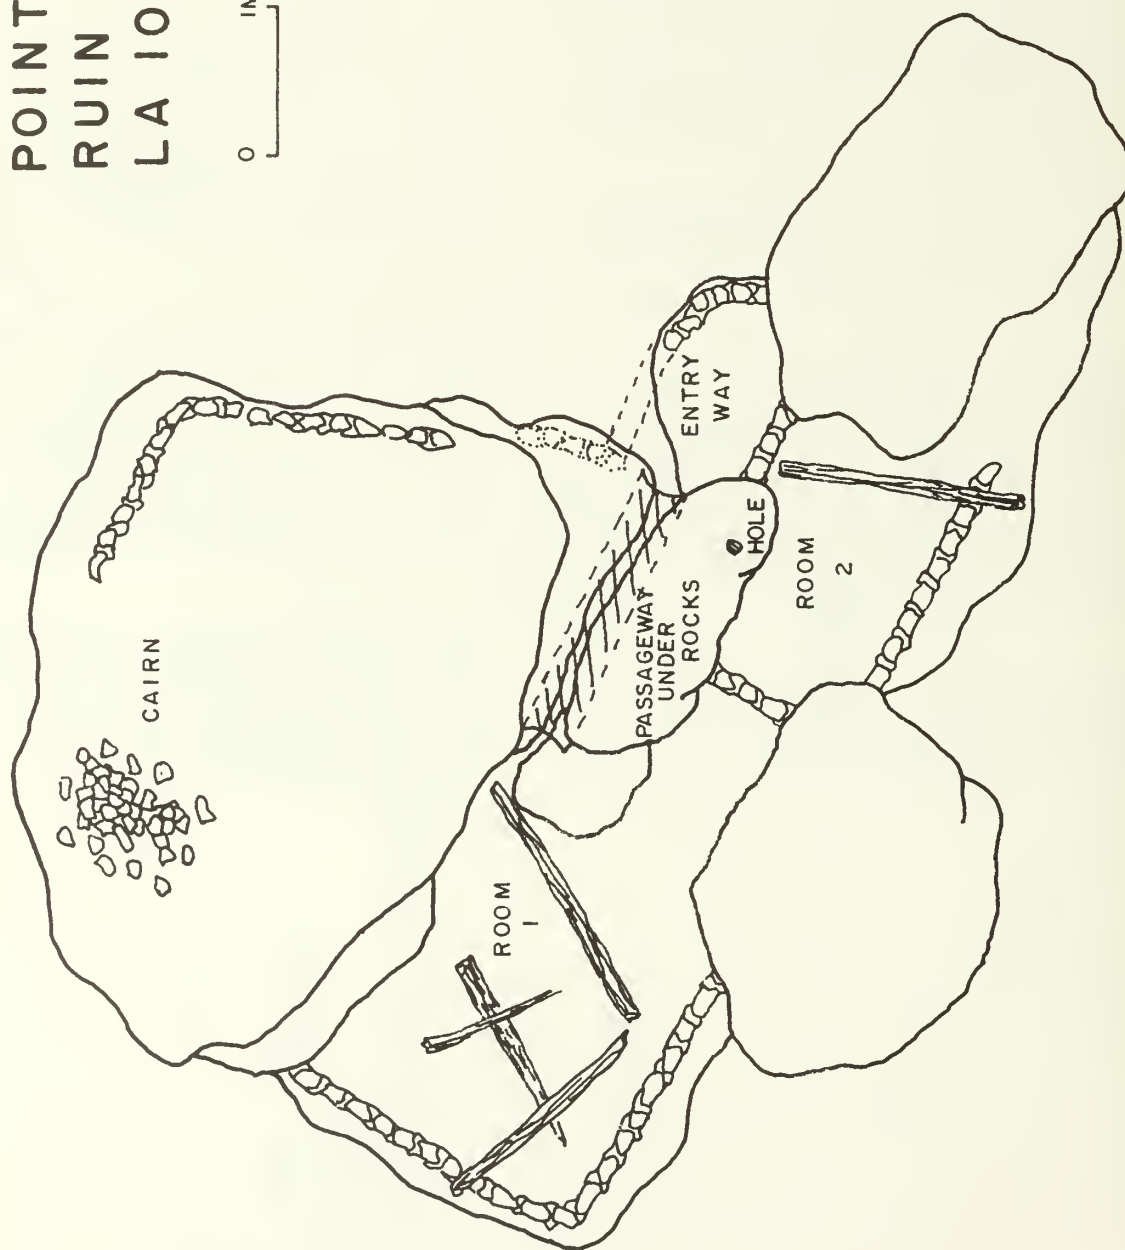 POINT
RUIN
LA 10
0
CAIRN
ENTRY
WAY
PASSAGEWAY
UNDER
ROCKS
HOLE
ROOM
2
ROOM
1